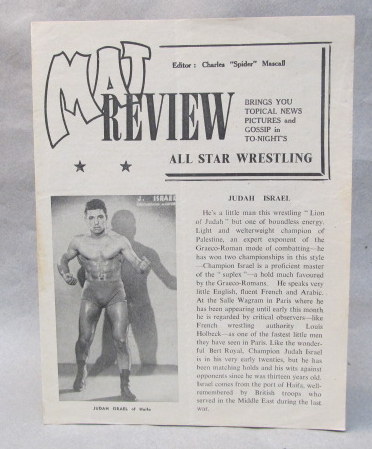 MAT
REVIEW
Editor : Charles "Spider" Mascall
BRINGS YOU
TOPICAL NEWS
PICTURES and
GOSSIP in
TO-NIGHT'S
ALL STAR WRESTLING
J. ISRAEL
JUDAH ISRAEL of Haifa
JUDAH ISRAEL
He's a little man this wrestling "Lion
of Judah" but one of boundless energy.
Light and welterweight champion of
Palestine, an expert exponent of the
Graeco-Roman mode of combatting—he
has won two championships in this style
—Champion Israel is a proficient master
of the "suplex"—a hold much favoured
by the Graeco-Romans. He speaks very
little English, fluent French and Arabic.
At the Salle Wagram in Paris where he
has been appearing until early this month
he is regarded by critical observers—like
French wrestling authority Louis
Holbeck—as one of the fastest little men
they have seen in Paris. Like the wonder-
ful Bert Royal, Champion Judah Israel
is in his very early twenties, but he has
been matching holds and his wits against
opponents since he was thirteen years old.
Israel comes from the port of Haifa, well-
remembered by British troops who
served in the Middle East during the last
war.